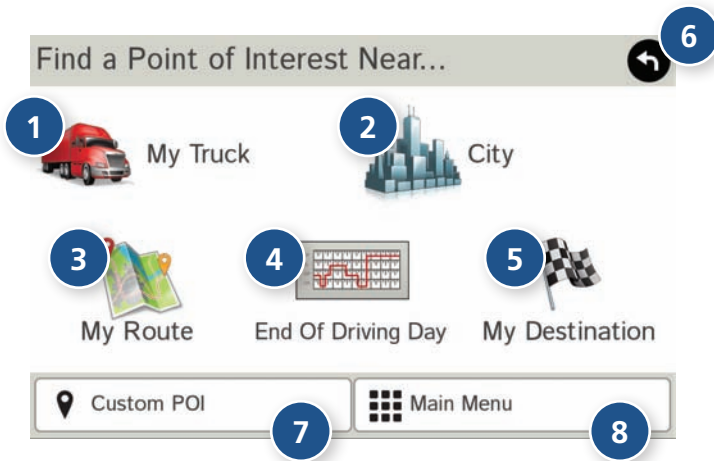 6
Find a Point of Interest Near...
1
My Truck
2
City
3
My Route
4
End Of Driving Day
5
My Destination
Custom POI
7
Main Menu
8